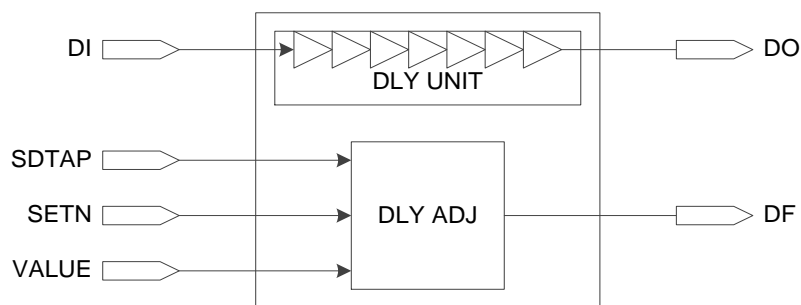 DI
DO
DLY UNIT
SDTAP
SETN
DLY ADJ
DF
VALUE